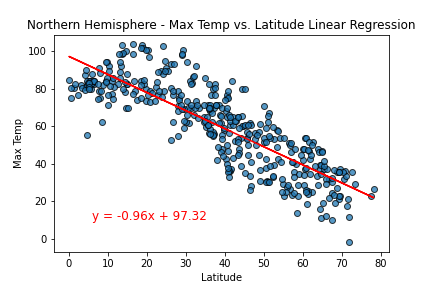 Northern Hemisphere - Max Temp vs. Latitude Linear Regression
100
80
60
40
20
0
Max Temp
y = -0.96x + 97.32
0 10 20 30 40 50 60 70 80
Latitude